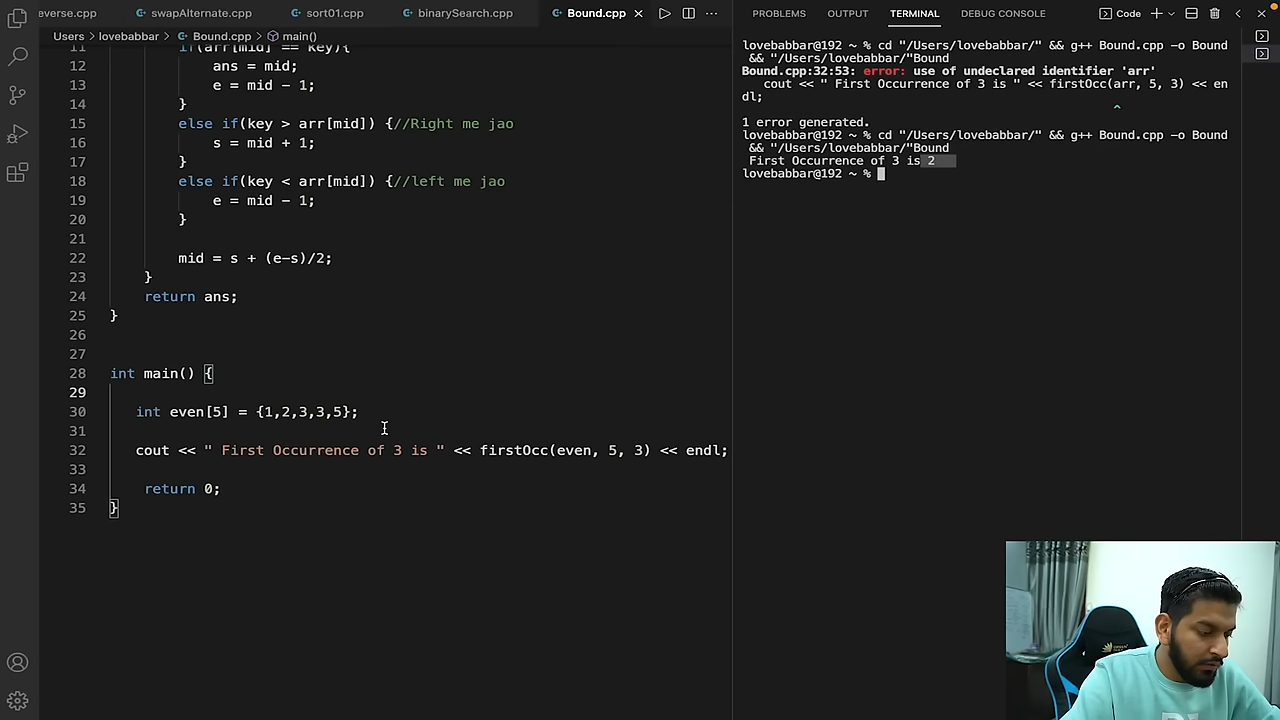 everse.cpp
swapAlternate.cpp
sort01.cpp
binarySearch.cpp
Bound.cpp
Users > lovebabbar > Bound.cpp > main()
11 if(arr[mid] == key){
12 ans = mid;
13 e = mid - 1;
14 }
15 else if(key > arr[mid]) {//Right me jao
16 s = mid + 1;
17 }
18 else if(key < arr[mid]) {//left me jao
19 e = mid - 1;
20 }
21
22 mid = s + (e-s)/2;
23 }
24 return ans;
25 }
26
27
28 int main() {
29
30 int even[5] = {1,2,3,3,5};
31
32 cout << " First Occurrence of 3 is " << firstOcc(even, 5, 3) << endl;
33
34 return 0;
35 }
PROBLEMS OUTPUT TERMINAL DEBUG CONSOLE Code
lovebabbar@192 ~ % cd "/Users/lovebabbar/" && g++ Bound.cpp -o Bound
&& "/Users/lovebabbar/"Bound
Bound.cpp:32:53: error: use of undeclared identifier 'arr'
cout << " First Occurrence of 3 is " << firstOcc(arr, 5, 3) << en
dl;
^
1 error generated.
lovebabbar@192 ~ % cd "/Users/lovebabbar/" && g++ Bound.cpp -o Bound
&& "/Users/lovebabbar/"Bound
First Occurrence of 3 is 2
lovebabbar@192 ~ %